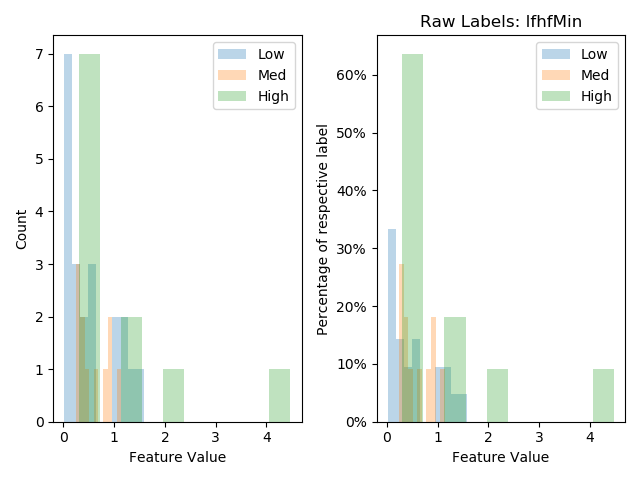 Raw Labels: lfhfMin
7
6
5
4
3
2
1
0
Count
0 1 2 3 4
Feature Value
Low
Med
High
60%
50%
40%
30%
20%
10%
0%
Percentage of respective label
0 1 2 3 4
Feature Value
Low
Med
High